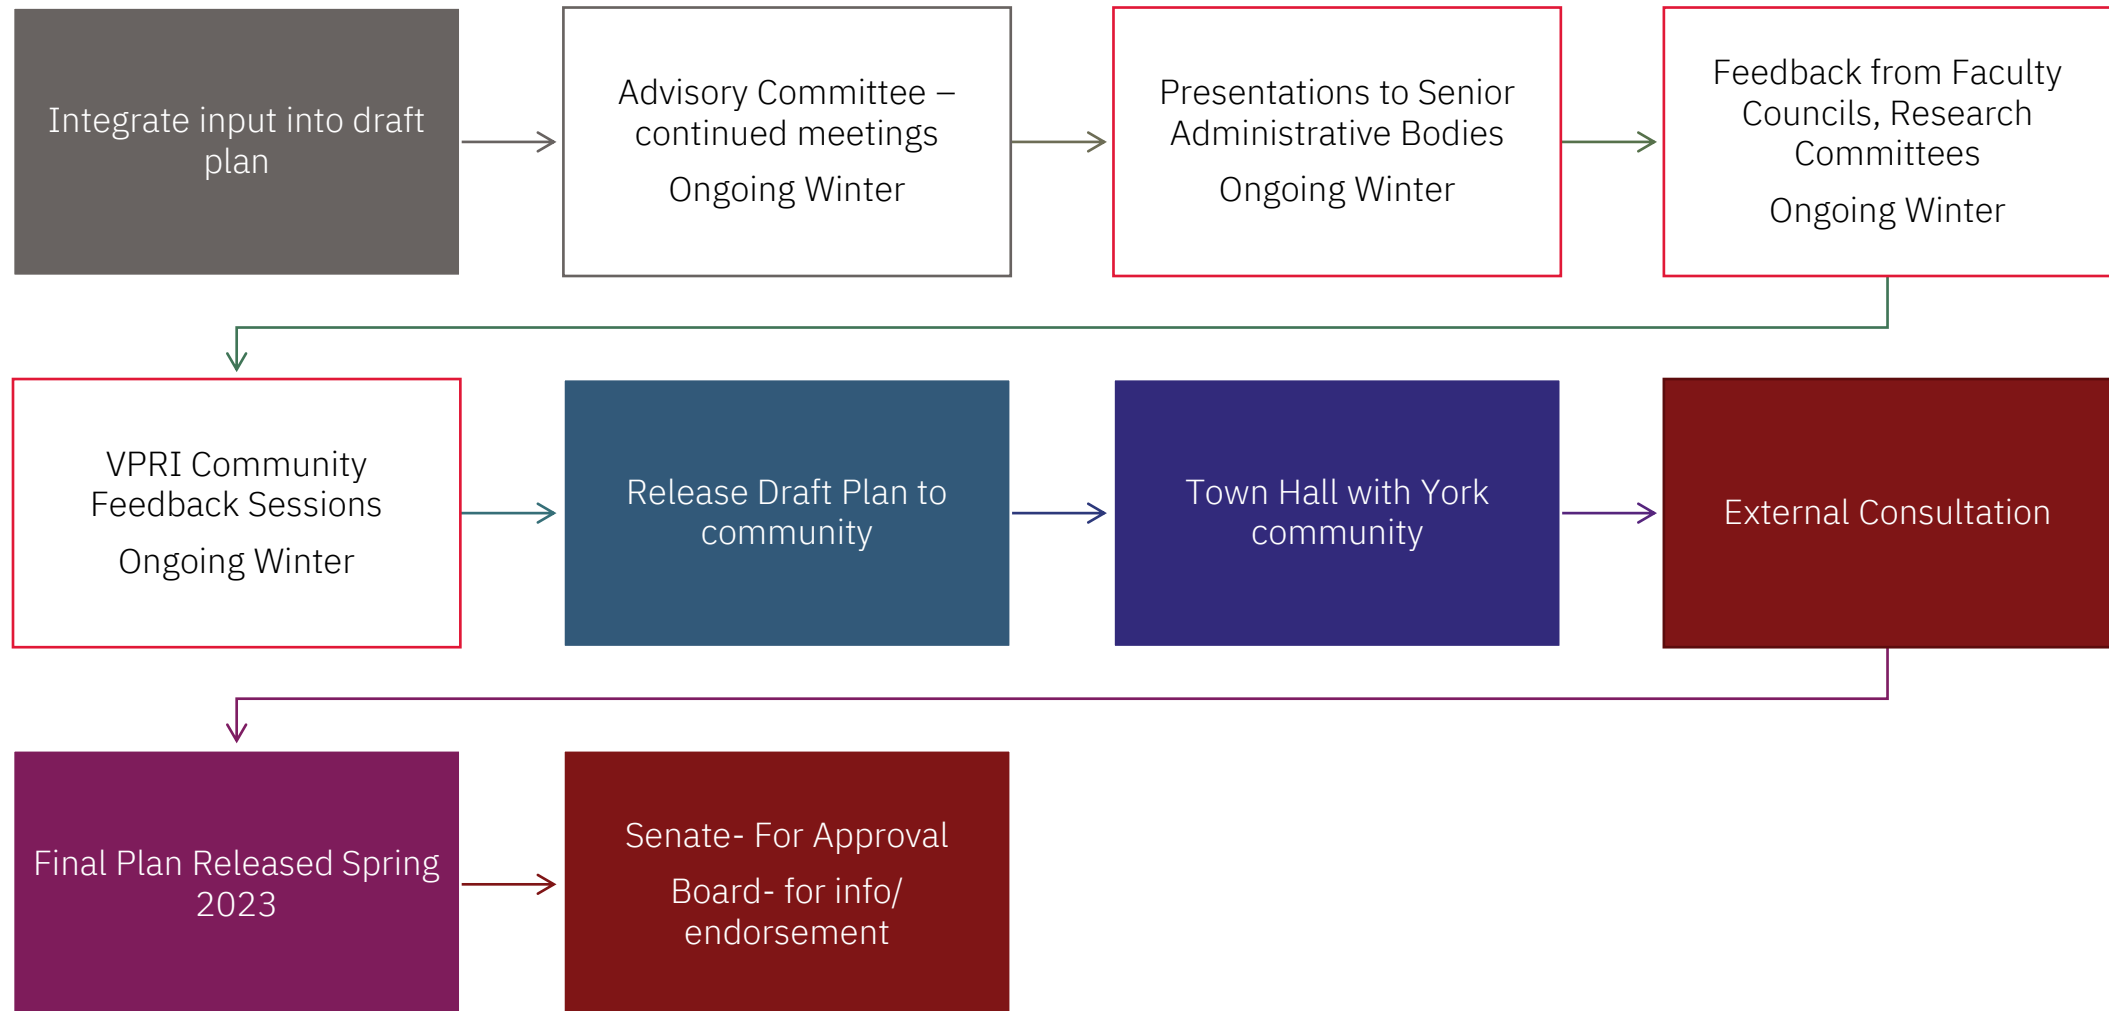 Integrate input into draft
plan
Advisory Committee –
continued meetings
Ongoing Winter
Presentations to Senior
Administrative Bodies
Ongoing Winter
Feedback from Faculty
Councils, Research
Committees
Ongoing Winter
VPRI Community
Feedback Sessions
Ongoing Winter
Release Draft Plan to
community
Town Hall with York
community
External Consultation
Final Plan Released Spring
2023
Senate- For Approval
Board- for info/
endorsement